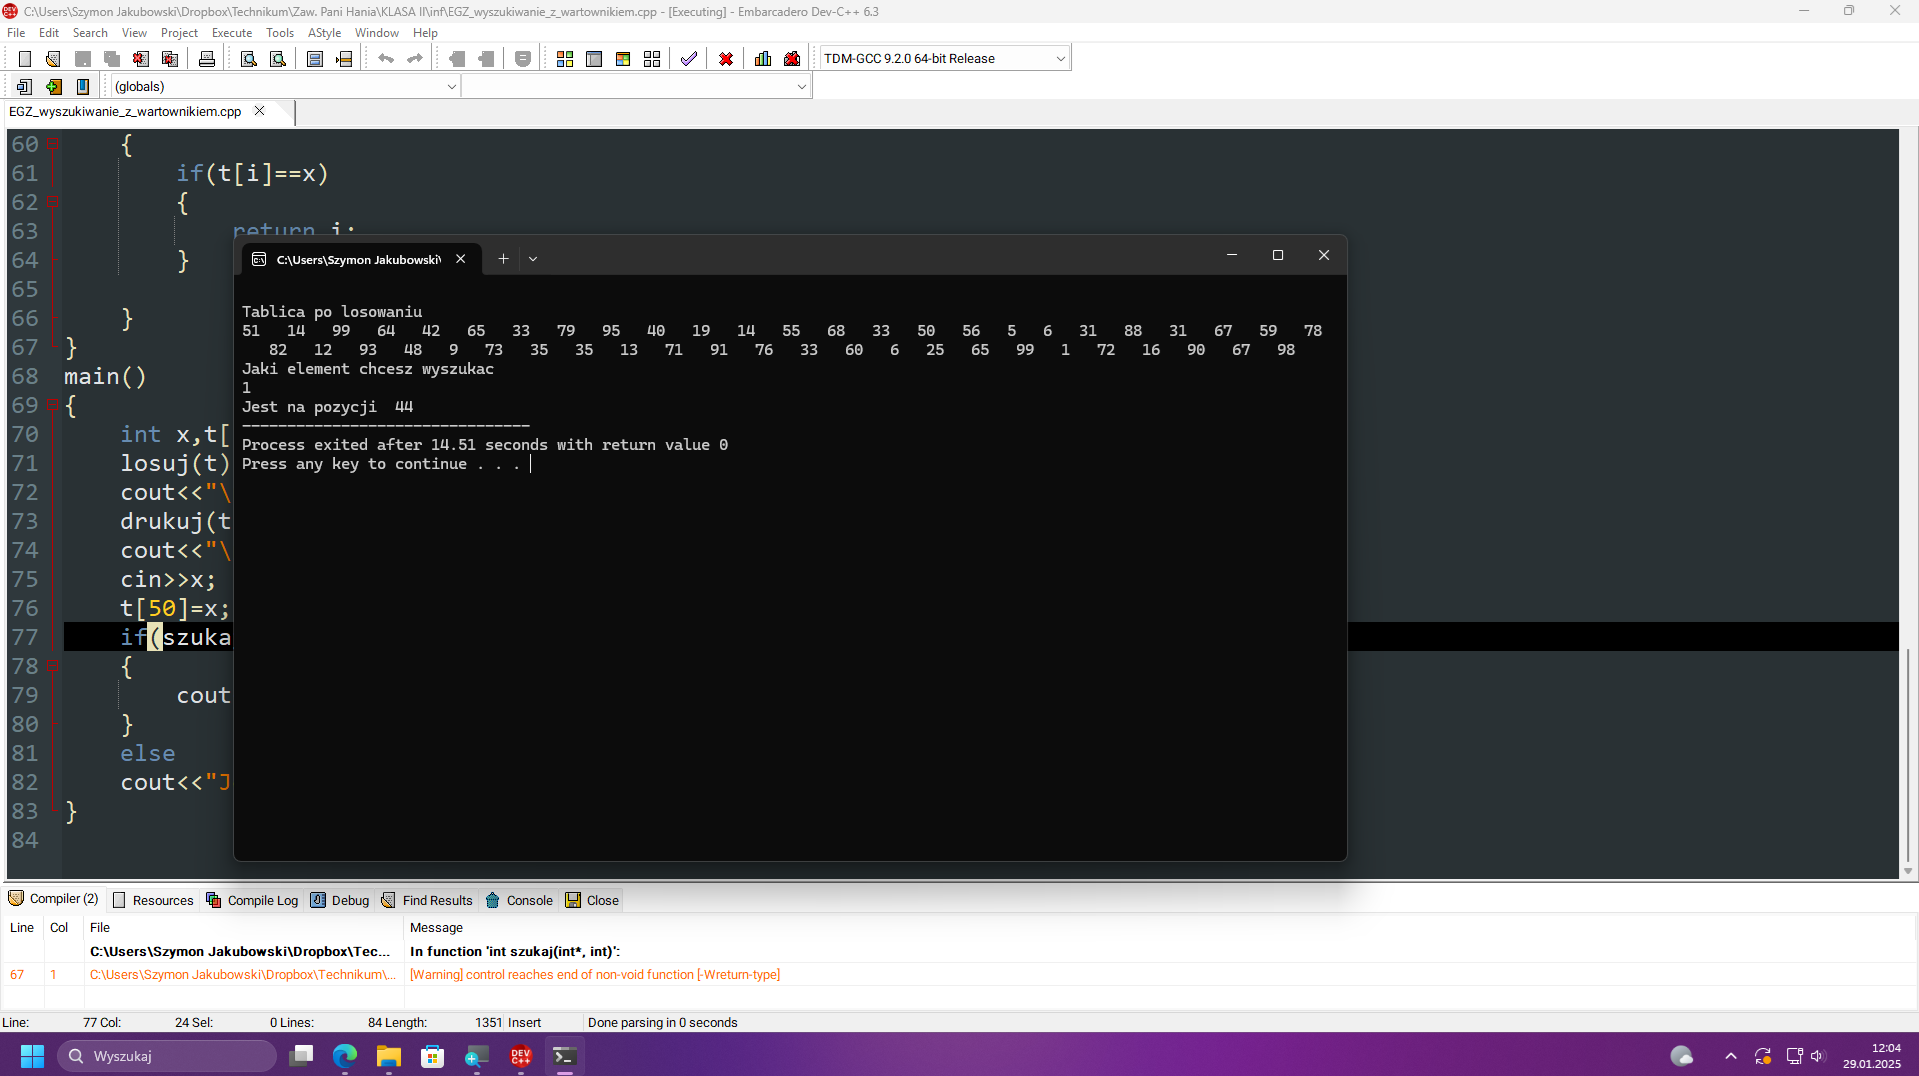 C:\Users\Szymon Jakubowski\Dropbox\Technikum\Zaw. Pani Hania\KLASA II\inf\EGZ_wyszukiwanie_z_wartownikiem.cpp - [Executing] - Embarcadero Dev-C++ 6.3
File Edit Search View Project Execute Tools AStyle Window Help
TDM-GCC 9.2.0 64-bit Release
(globals)
EGZ_wyszukiwanie_z_wartownikiem.cpp
60 {
61 if(t[i]==x)
62 {
63 return i;
64 }
65
66 }
67 }
68 main()
69 {
70 int x,t[
71 losuj(t)
72 cout<<"\
73 drukuj(t
74 cout<<"\
75 cin>>x;
76 t[50]=x;
77 if(szuka
78 {
79 cout
80 }
81 else
82 cout<<"J
83 }
84
C:\Users\Szymon Jakubowski\
Tablica po losowaniu
51 14 99 64 42 65 33 79 95 40 19 14 55 68 33 50 56 5 6 31 88 31 67 59 78
82 12 93 48 9 73 35 35 13 71 91 76 33 60 6 25 65 99 1 72 16 90 67 98
Jaki element chcesz wyszukac
1
Jest na pozycji 44
--------------------------------
Process exited after 14.51 seconds with return value 0
Press any key to continue . . .
Compiler (2) Resources Compile Log Debug Find Results Console Close
Line Col File Message
C:\Users\Szymon Jakubowski\Dropbox\Tec... In function 'int szukaj(int*, int)':
67 1 C:\Users\Szymon Jakubowski\Dropbox\Technikum\... [Warning] control reaches end of non-void function [-Wreturn-type]
Line: 77 Col: 24 Sel: 0 Lines: 84 Length: 1351 Insert Done parsing in 0 seconds
Wyszukaj
DEV C++
12:04
29.01.2025